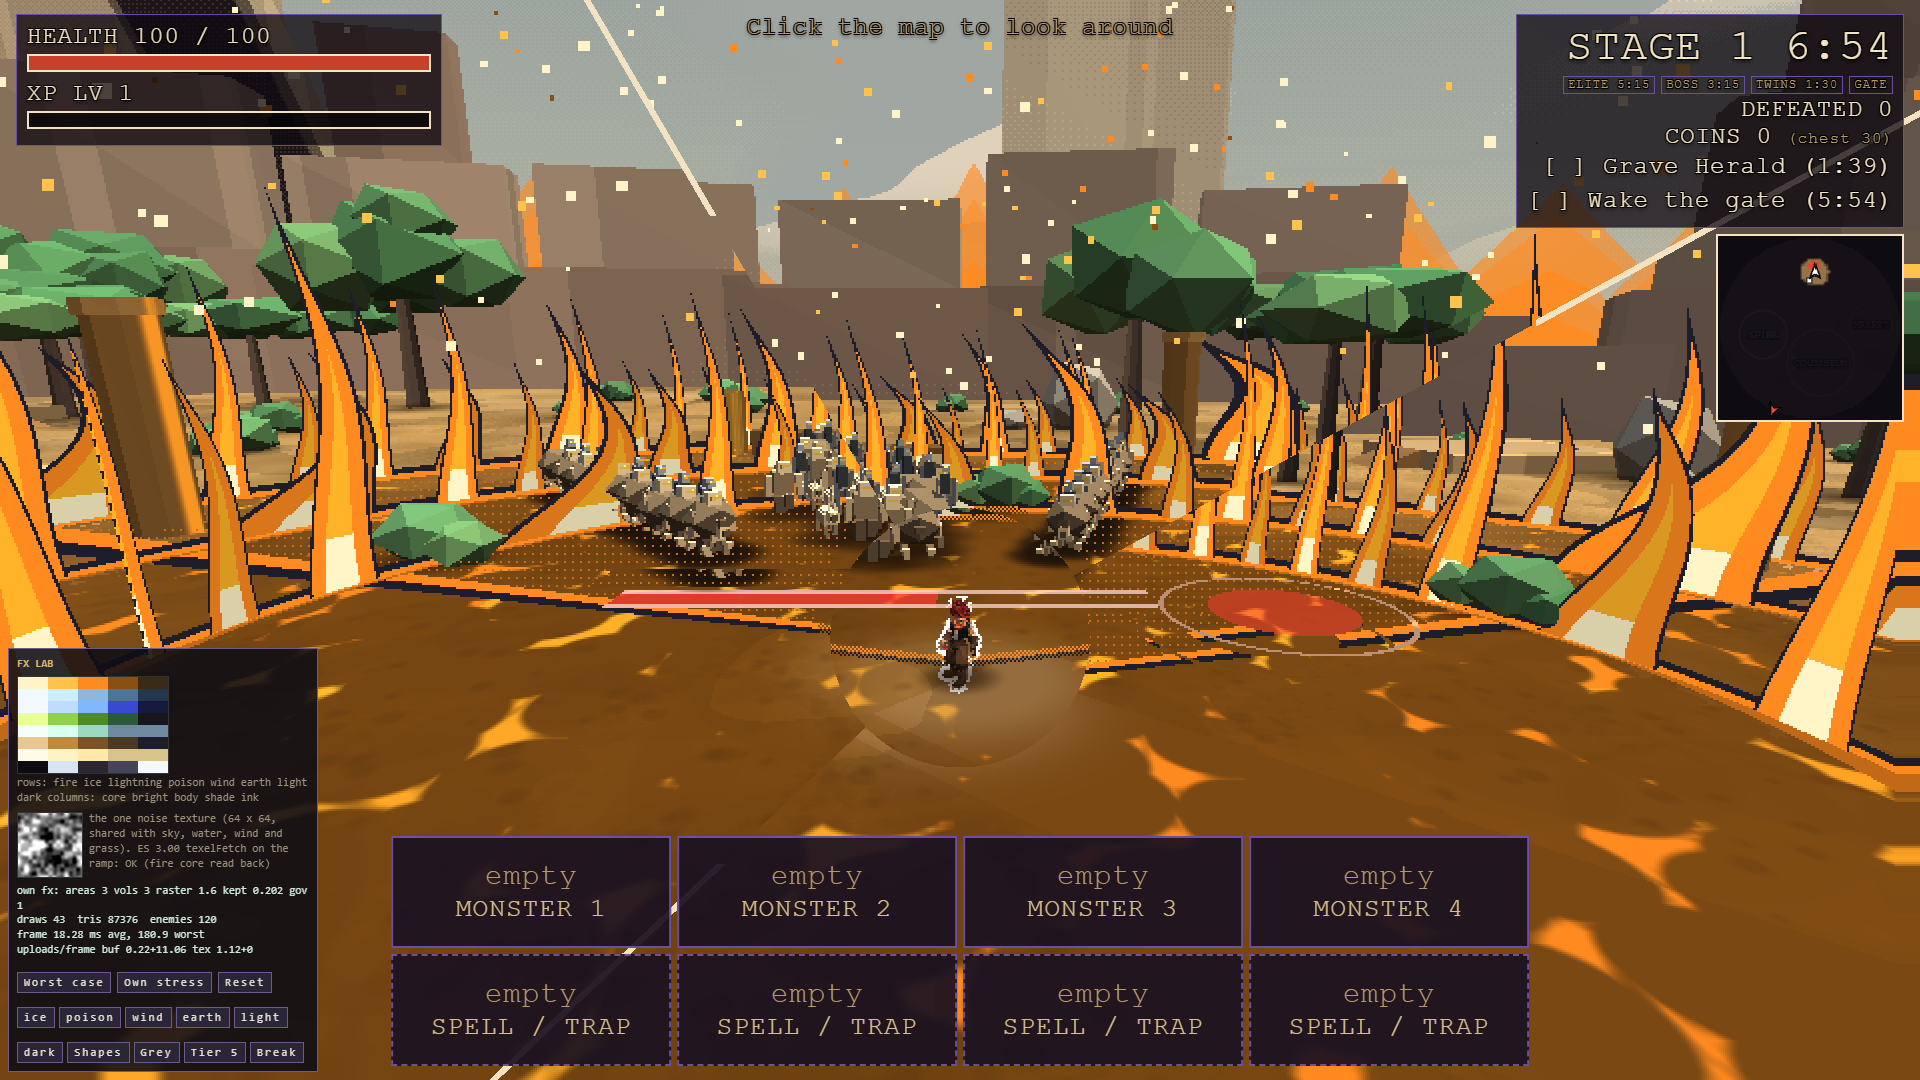 HEALTH 100 / 100
XP LV 1
Click the map to look around
STAGE 1 6:54
ELITE 5:15 BOSS 3:15 TWINS 1:30 GATE
DEFEATED 0
COINS 0 (chest 30)
[ ] Grave Herald (1:39)
[ ] Wake the gate (5:54)
FX LAB
rows: fire ice lightning poison wind earth light
dark columns: core bright body shade ink
the one noise texture (64 x 64,
shared with sky, water, wind and
grass). ES 3.00 texelFetch on the
ramp: OK (fire core read back)
own fx: areas 3 vols 3 raster 1.6 kept 0.202 gov
1
draws 43 tris 87376 enemies 120
frame 18.28 ms avg, 180.9 worst
uploads/frame buf 0.22+11.06 tex 1.12+0
Worst case Own stress Reset
ice poison wind earth light
dark Shapes Grey Tier 5 Break
empty empty empty empty
MONSTER 1 MONSTER 2 MONSTER 3 MONSTER 4
empty empty empty empty
SPELL / TRAP SPELL / TRAP SPELL / TRAP SPELL / TRAP